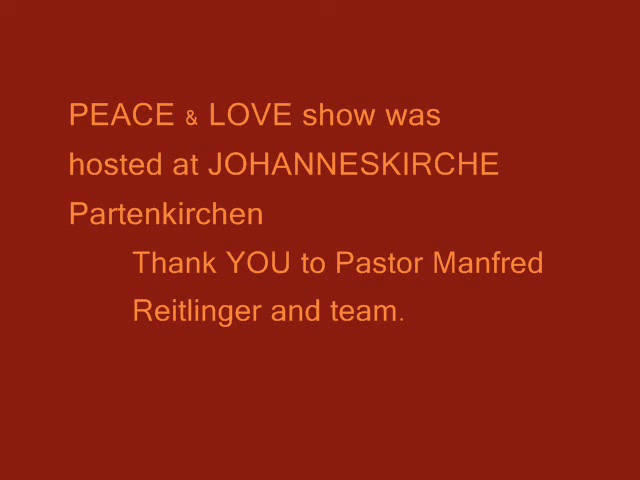 PEACE & LOVE show was
hosted at JOHANNESKIRCHE
Partenkirchen
Thank YOU to Pastor Manfred
Reitlinger and team.